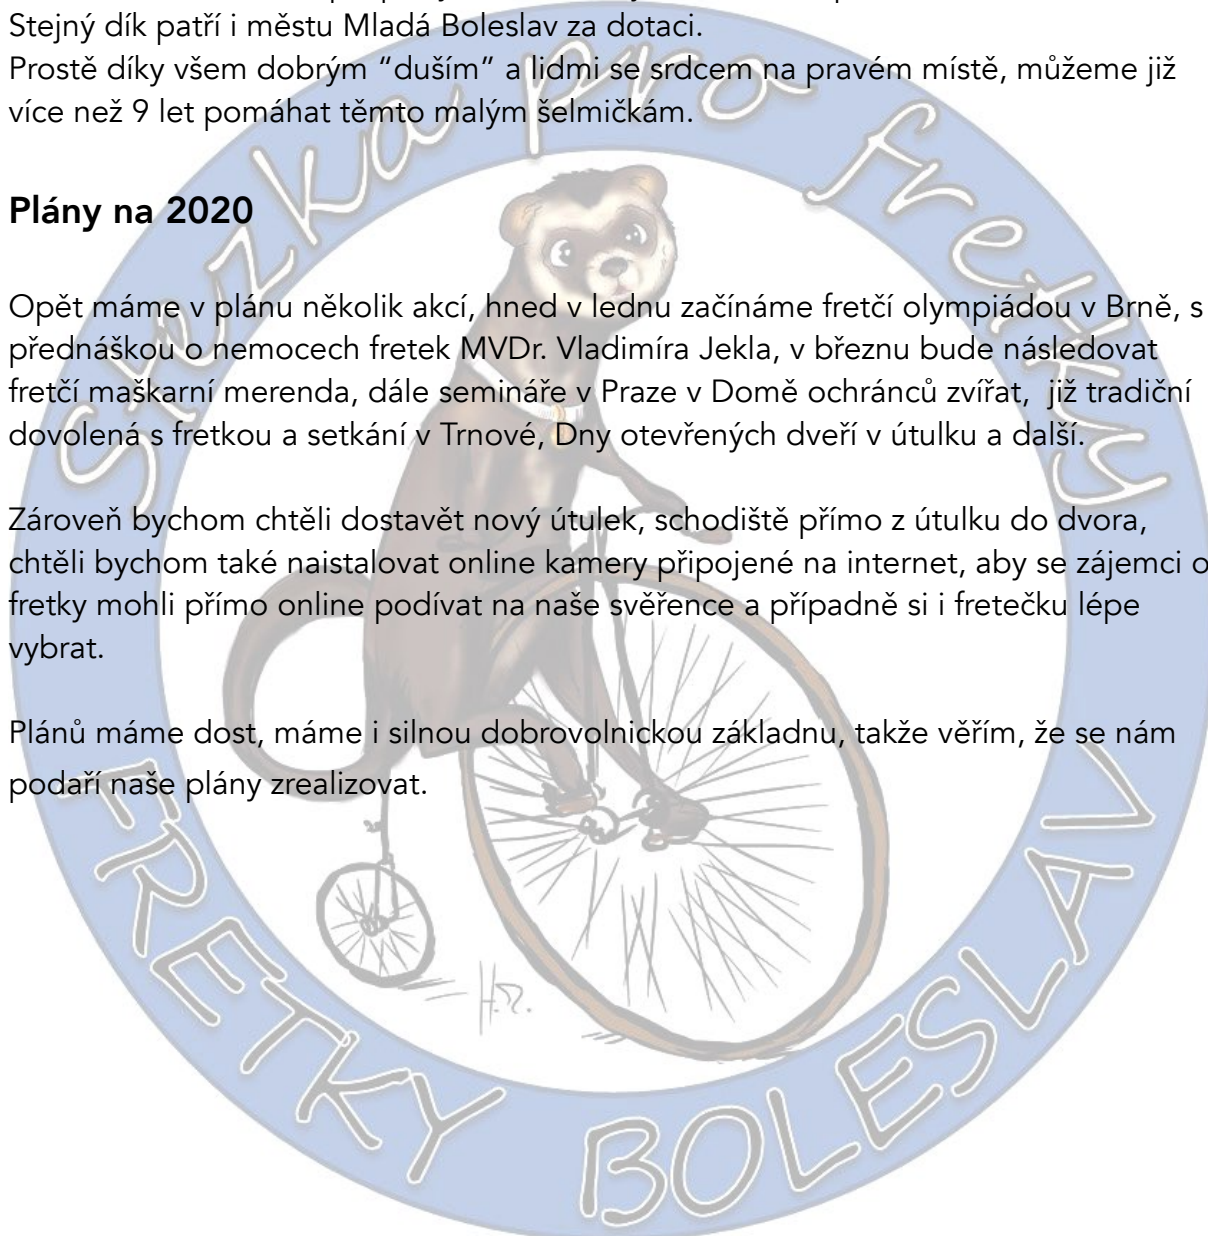 Stejný dík patří i městu Mladá Boleslav za dotaci.
Prostě díky všem dobrým “duším” a lidmi se srdcem na pravém místě, můžeme již
více než 9 let pomáhat těmto malým šelmičkám.
Plány na 2020
Opět máme v plánu několik akcí, hned v lednu začínáme fretčí olympiádou v Brně, s
přednáškou o nemocech fretek MVDr. Vladimíra Jekla, v březnu bude následovat
fretčí maškarní merenda, dále semináře v Praze v Domě ochránců zvířat, již tradiční
dovolená s fretkou a setkání v Trnové, Dny otevřených dveří v útulku a další.
Zároveň bychom chtěli dostavět nový útulek, schodiště přímo z útulku do dvora,
chtěli bychom také naistalovat online kamery připojené na internet, aby se zájemci o
fretky mohli přímo online podívat na naše svěřence a případně si i fretečku lépe
vybrat.
Plánů máme dost, máme i silnou dobrovolnickou základnu, takže věřím, že se nám
podaří naše plány zrealizovat.
Stezka pro fretky
FRETKY BOLESLAV